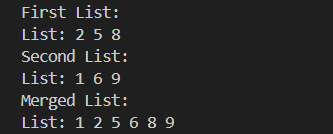 First List:
List: 2 5 8
Second List:
List: 1 6 9
Merged List:
List: 1 2 5 6 8 9